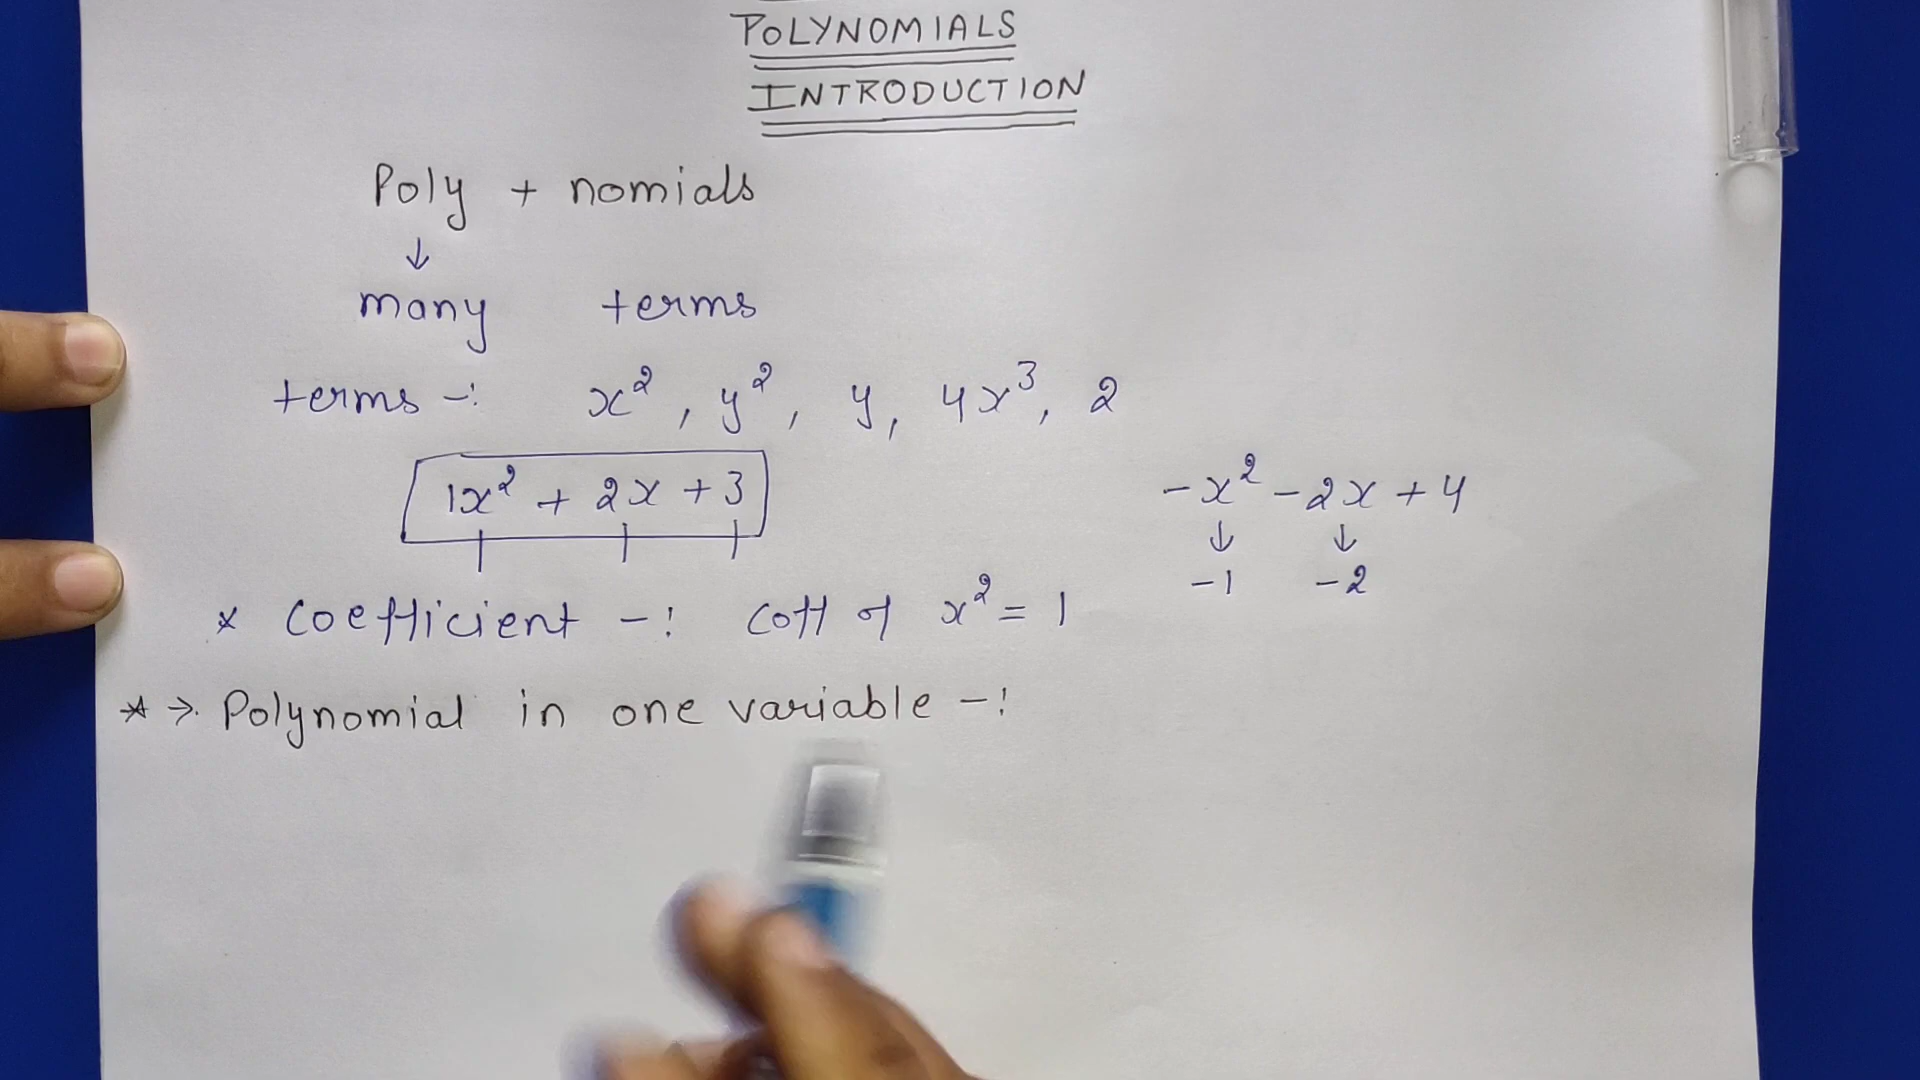 POLYNOMIALS
INTRODUCTION
Poly + nomials
↓
many terms
terms -: x², y², y, 4x³, 2
1x² + 2x + 3
-x² - 2x + 4
↓ ↓
-1 -2
* Coefficient -: Coff of x² = 1
* → Polynomial in one variable -: